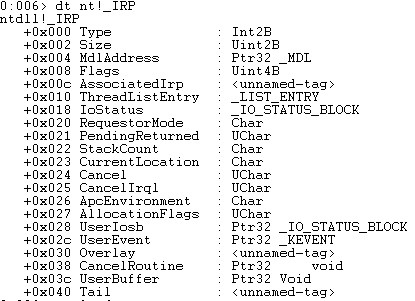 0:006> dt nt!_IRP
ntdll!_IRP
+0x000 Type : Int2B
+0x002 Size : Uint2B
+0x004 MdlAddress : Ptr32 _MDL
+0x008 Flags : Uint4B
+0x00c AssociatedIrp : <unnamed-tag>
+0x010 ThreadListEntry : _LIST_ENTRY
+0x018 IoStatus : _IO_STATUS_BLOCK
+0x020 RequestorMode : Char
+0x021 PendingReturned : UChar
+0x022 StackCount : Char
+0x023 CurrentLocation : Char
+0x024 Cancel : UChar
+0x025 CancelIrql : UChar
+0x026 ApcEnvironment : Char
+0x027 AllocationFlags : UChar
+0x028 UserIosb : Ptr32 _IO_STATUS_BLOCK
+0x02c UserEvent : Ptr32 _KEVENT
+0x030 Overlay : <unnamed-tag>
+0x038 CancelRoutine : Ptr32 void
+0x03c UserBuffer : Ptr32 Void
+0x040 Tail : <unnamed-tag>